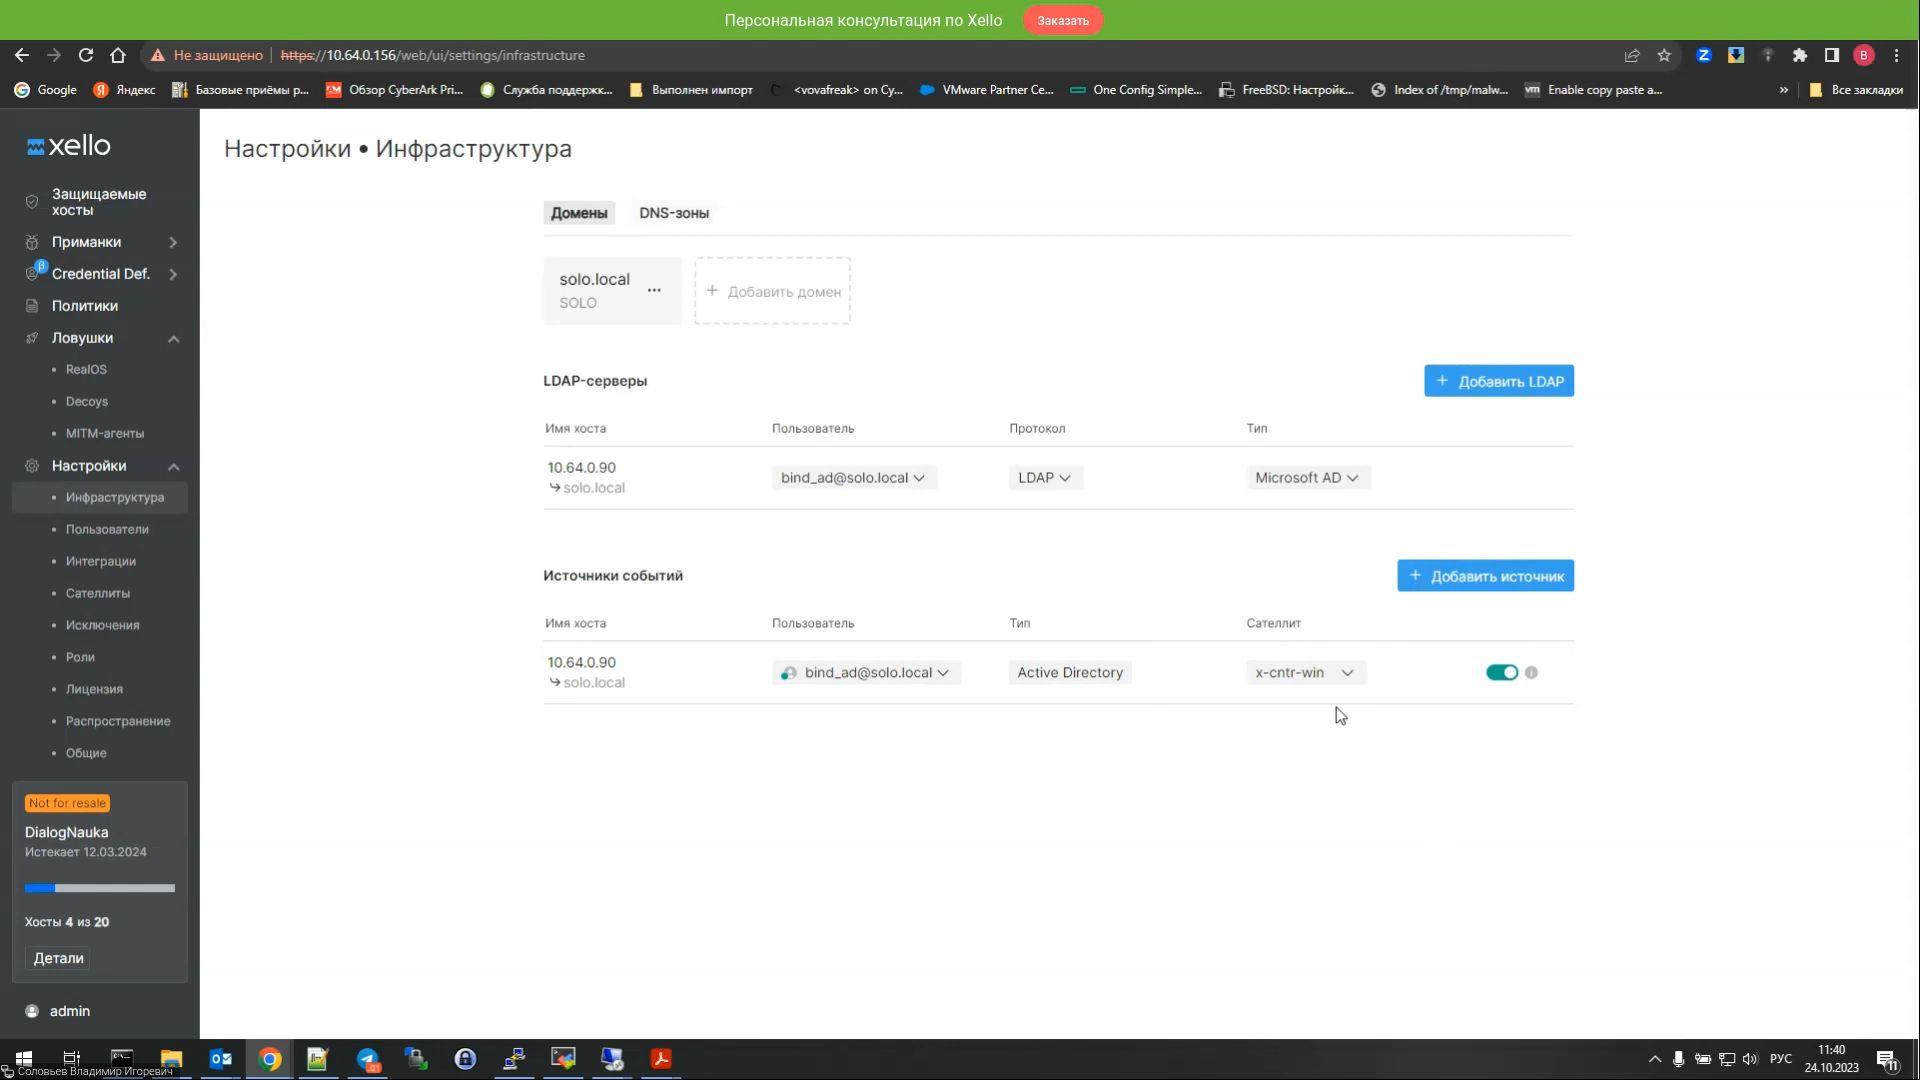 Персональная консультация по Xello
Заказать
Не защищено
https://10.64.0.156/web/ui/settings/infrastructure
B
Google
Яндекс
Базовые приёмы р...
Обзор CyberArk Pri...
Служба поддержк...
Выполнен импорт
<vovafreak> on Cy...
VMware Partner Ce...
One Config Simple...
FreeBSD: Настройк...
Index of /tmp/malw...
vm
Enable copy paste a...
»
Все закладки
xello
Настройки • Инфраструктура
Защищаемые
хосты
Приманки
β
Credential Def.
Политики
Ловушки
RealOS
Decoys
MITM-агенты
Настройки
Инфраструктура
Пользователи
Интеграции
Сателлиты
Исключения
Роли
Лицензия
Распространение
Общие
Not for resale
DialogNauka
Истекает 12.03.2024
Хосты 4 из 20
Детали
admin
Домены
DNS-зоны
solo.local
SOLO
...
+ Добавить домен
LDAP-серверы
+ Добавить LDAP
Имя хоста
Пользователь
Протокол
Тип
10.64.0.90
solo.local
bind_ad@solo.local
LDAP
Microsoft AD
Источники событий
+ Добавить источник
Имя хоста
Пользователь
Тип
Сателлит
10.64.0.90
solo.local
bind_ad@solo.local
Active Directory
x-cntr-win
Соловьев Владимир Игоревич
РУС
11:40
24.10.2023
11